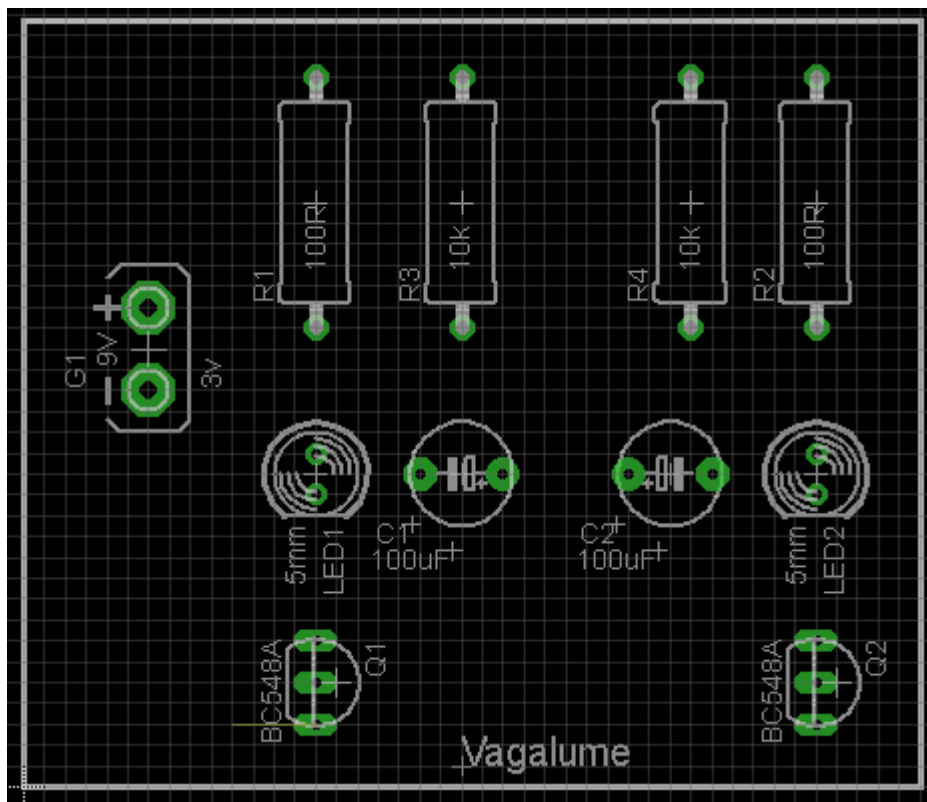 R1
100R
R3
10k
R4
10k
R2
100R
G1
+
9V
-
3v
5mm
LED1
C1
100uF
C2
100uF
5mm
LED2
BC548A
Q1
BC548A
Q2
Vagalume